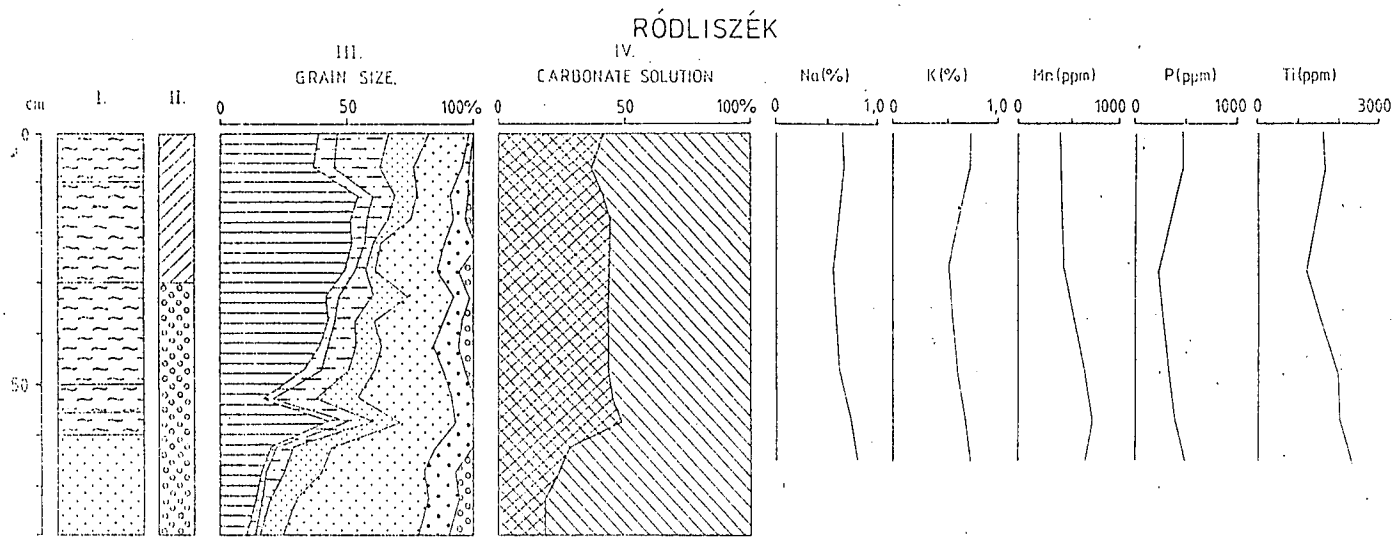 RÓDLISZÉK
III.
GRAIN SIZE.
IV.
CARBONATE SOLUTION
Na(%)
K(%)
Mn(ppm)
P(ppm)
Ti(ppm)
cm
I.
II.
0 50 100%
0 50 100%
0 1,0
0 1,0
0 1000
0 1000
0 3000
0
50